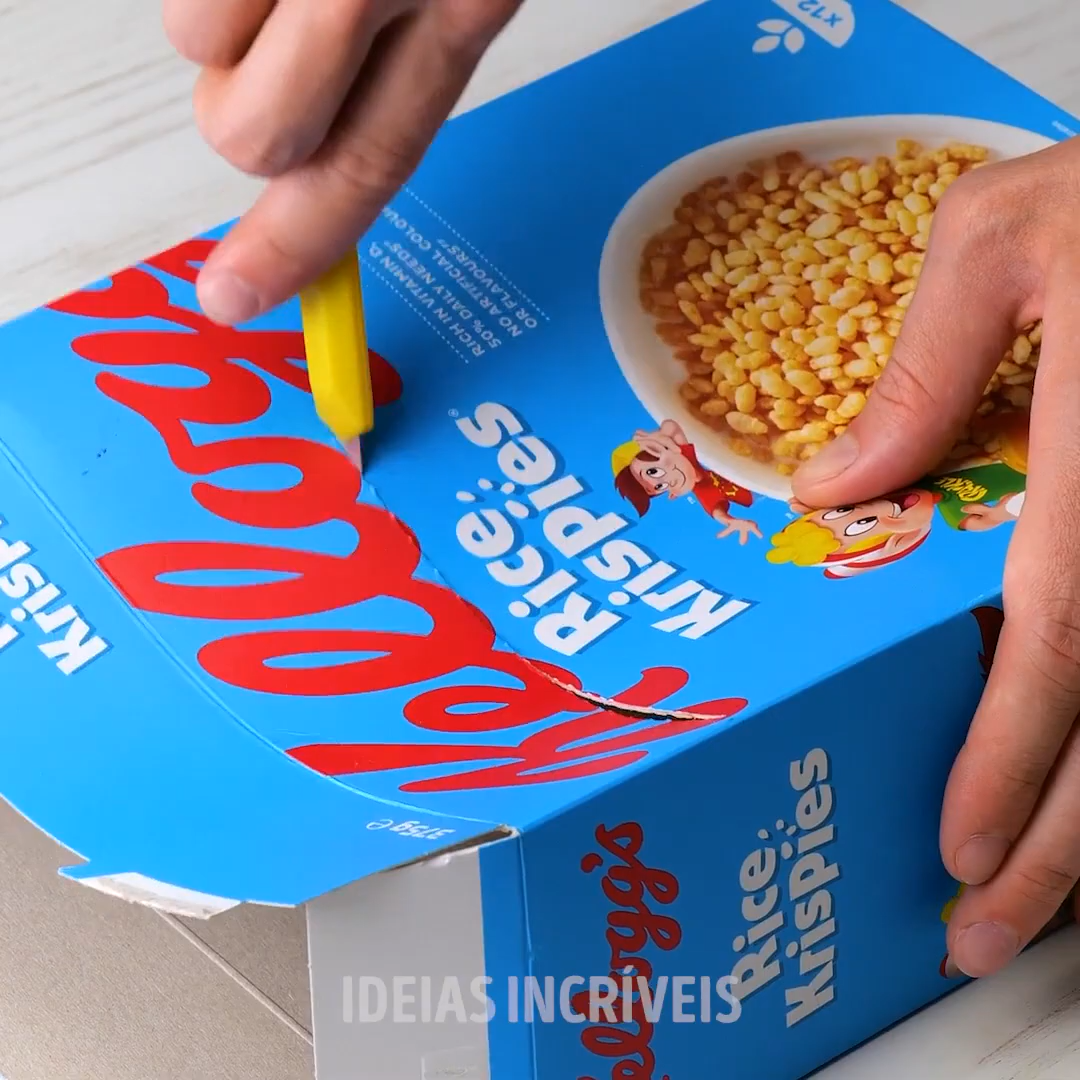 x12
RICH IN VITAMIN D,
50% DAILY NEEDS
NO ARTIFICIAL COLOURS
OR FLAVOURS
Kellogg's
Rice
Krispies
®
™
Krispies
375g e
Kellogg's
Rice
Krispies
IDEIAS INCRÍVEIS